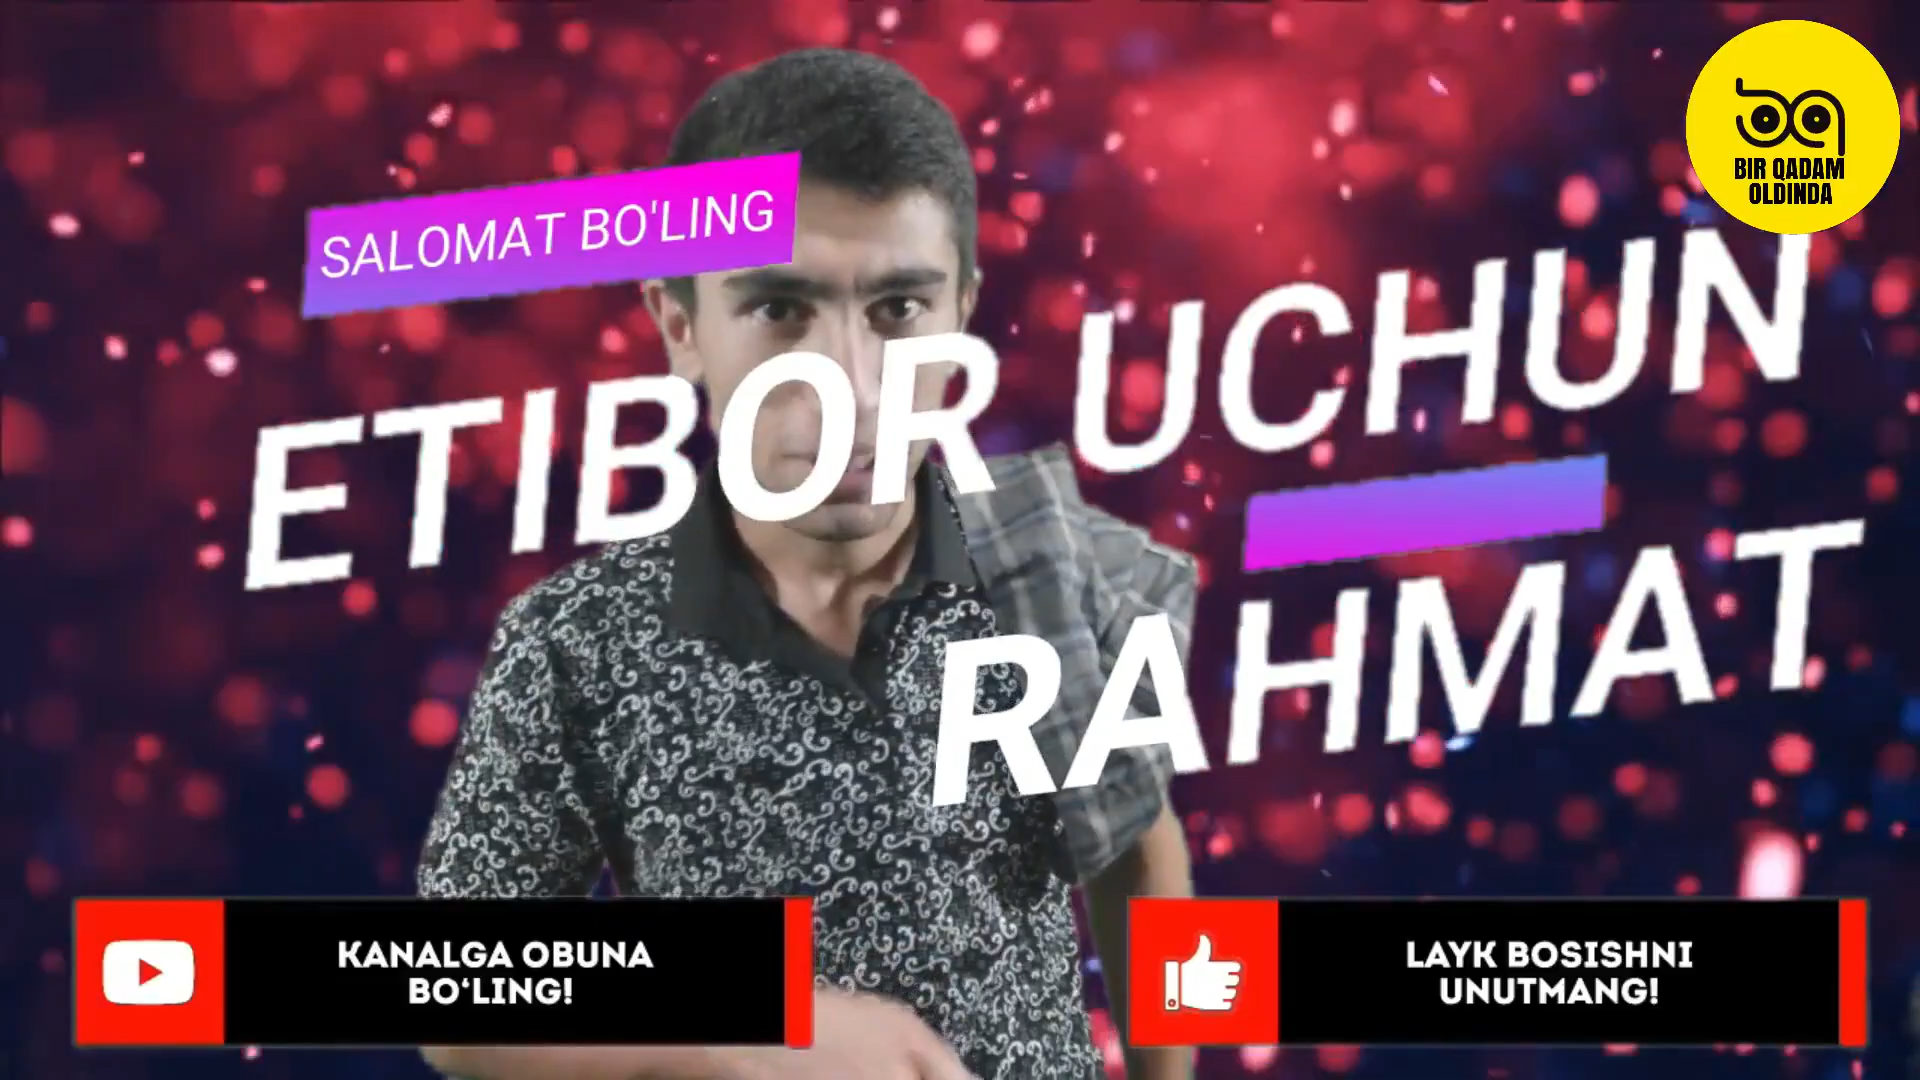 BIR QADAM
OLDINDA
SALOMAT BO'LING
ETIBOR UCHUN
RAHMAT
KANALGA OBUNA
BO‘LING!
LAYK BOSISHNI
UNUTMANG!